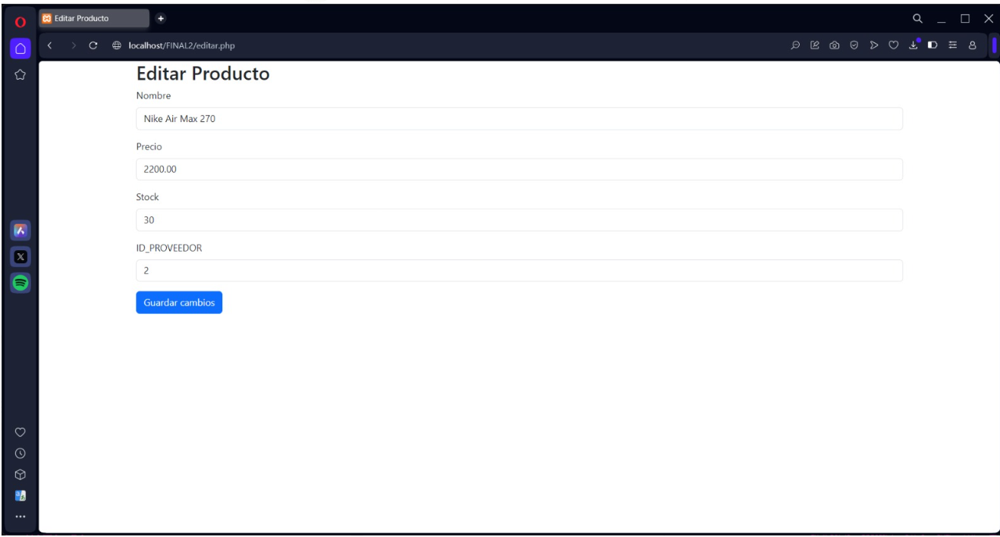 Editar Producto
localhost/FINAL2/editar.php
Editar Producto
Nombre
Nike Air Max 270
Precio
2200.00
Stock
30
ID_PROVEEDOR
2
Guardar cambios